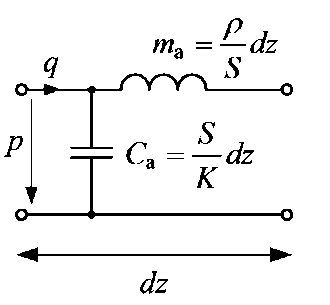 m_a = ρ/S dz
q
p
C_a = S/K dz
dz